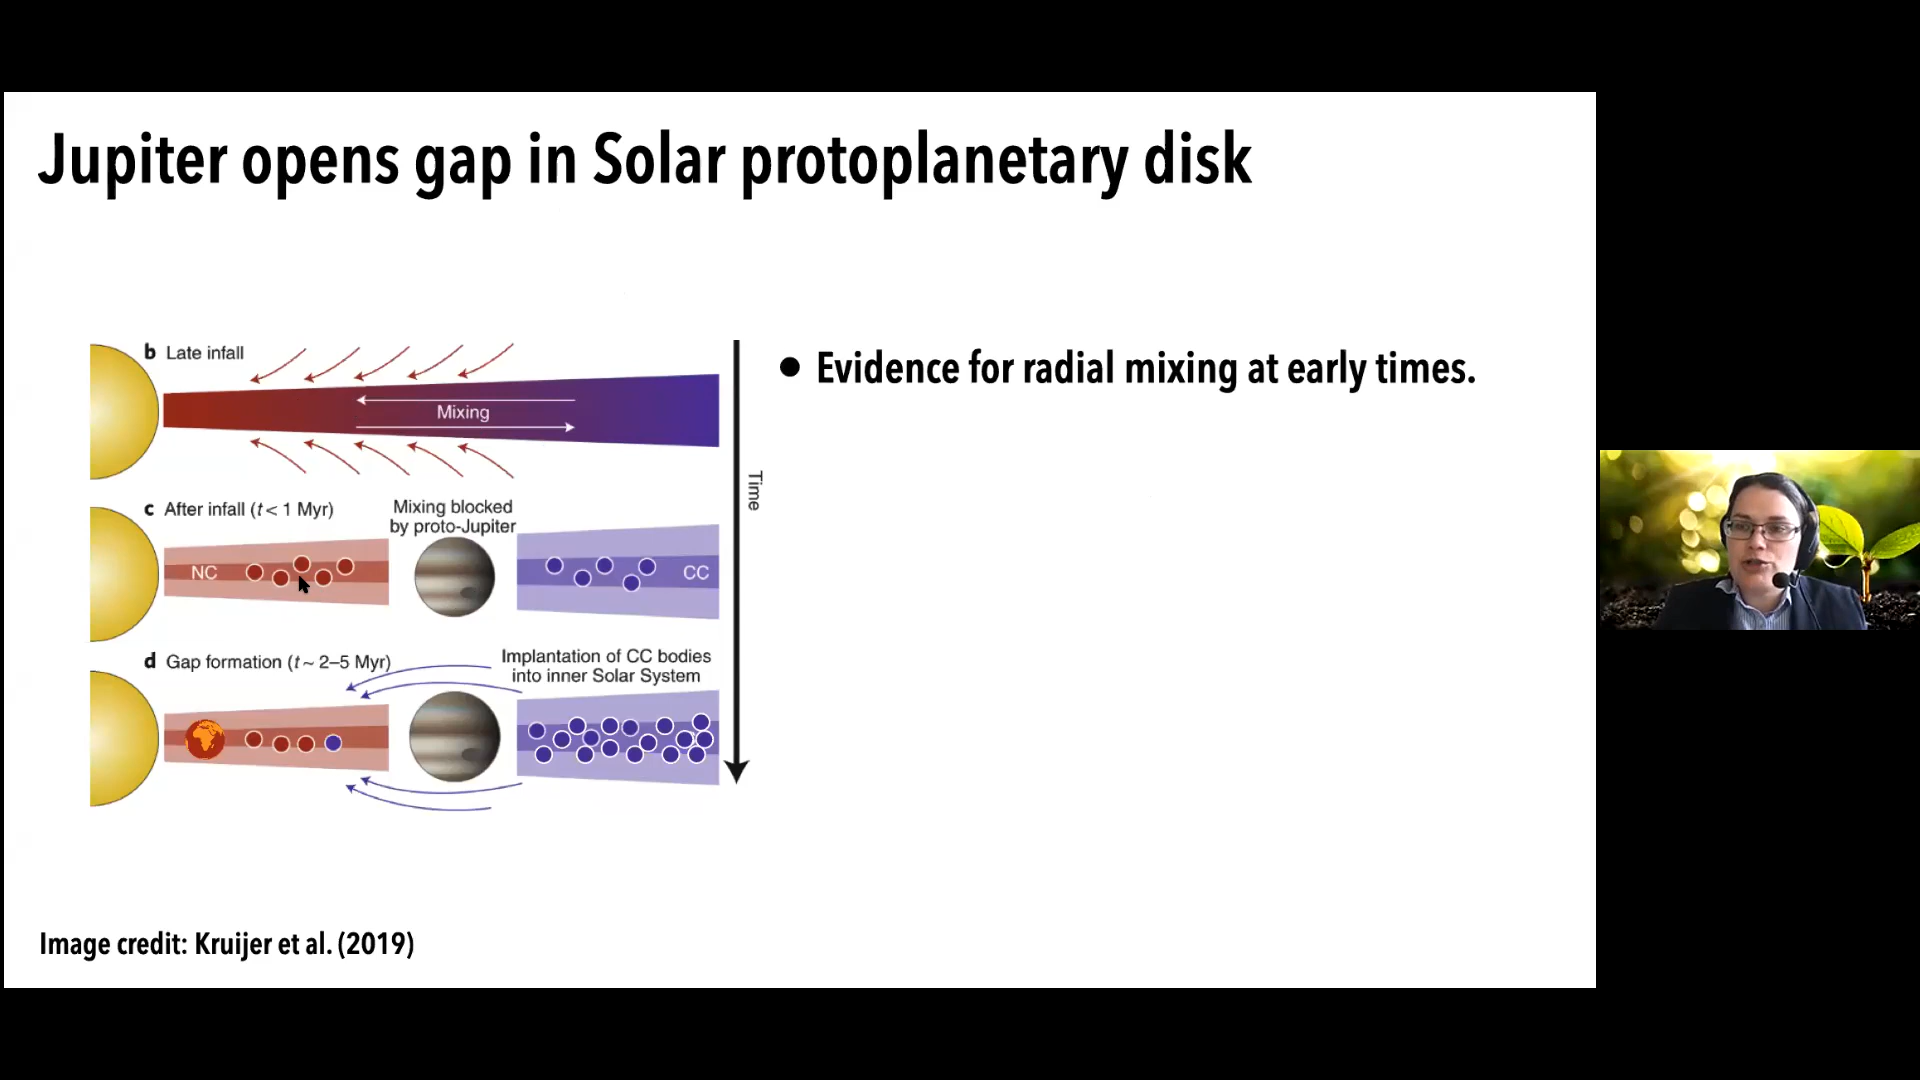 Jupiter opens gap in Solar protoplanetary disk
b Late infall
Mixing
• Evidence for radial mixing at early times.
Time
c After infall (t < 1 Myr)
Mixing blocked
by proto-Jupiter
NC
CC
d Gap formation (t ~ 2–5 Myr)
Implantation of CC bodies
into inner Solar System
Image credit: Kruijer et al. (2019)